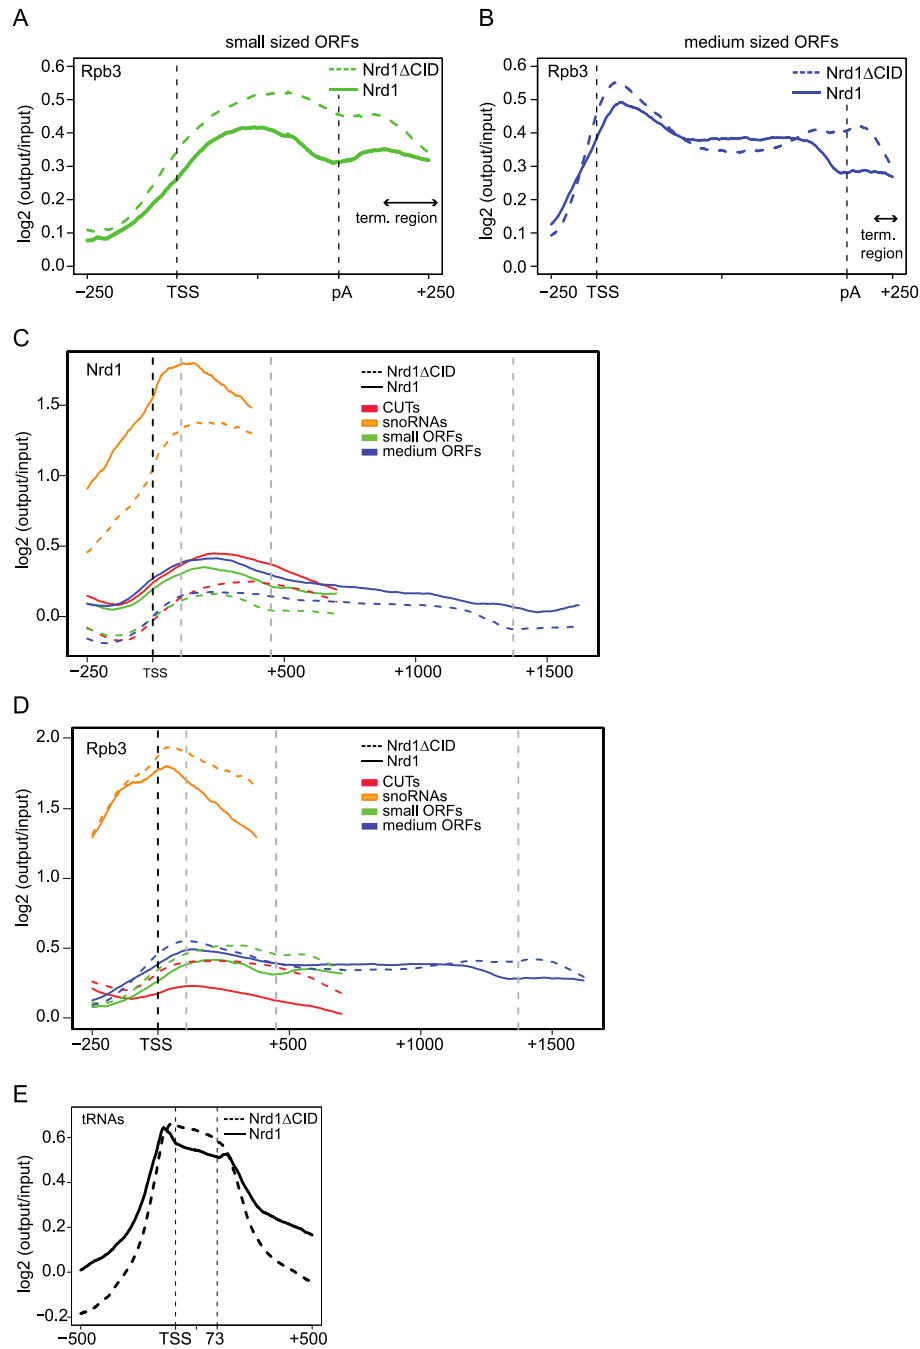 A
small sized ORFs
Rpb3
Nrd1ΔCID
Nrd1
0.6
0.5
0.4
0.3
0.2
0.1
0.0
log2 (output/input)
term. region
−250
TSS
pA
+250
B
medium sized ORFs
Rpb3
Nrd1ΔCID
Nrd1
0.6
0.5
0.4
0.3
0.2
0.1
0.0
log2 (output/input)
term.
region
−250
TSS
pA
+250
C
Nrd1
Nrd1ΔCID
Nrd1
CUTs
snoRNAs
small ORFs
medium ORFs
1.5
1.0
0.5
0.0
log2 (output/input)
−250
TSS
+500
+1000
+1500
D
Rpb3
Nrd1ΔCID
Nrd1
CUTs
snoRNAs
small ORFs
medium ORFs
2.0
1.5
1.0
0.5
0.0
log2 (output/input)
−250
TSS
+500
+1000
+1500
E
tRNAs
Nrd1ΔCID
Nrd1
0.6
0.4
0.2
0.0
−0.2
log2 (output/input)
−500
TSS
73
+500